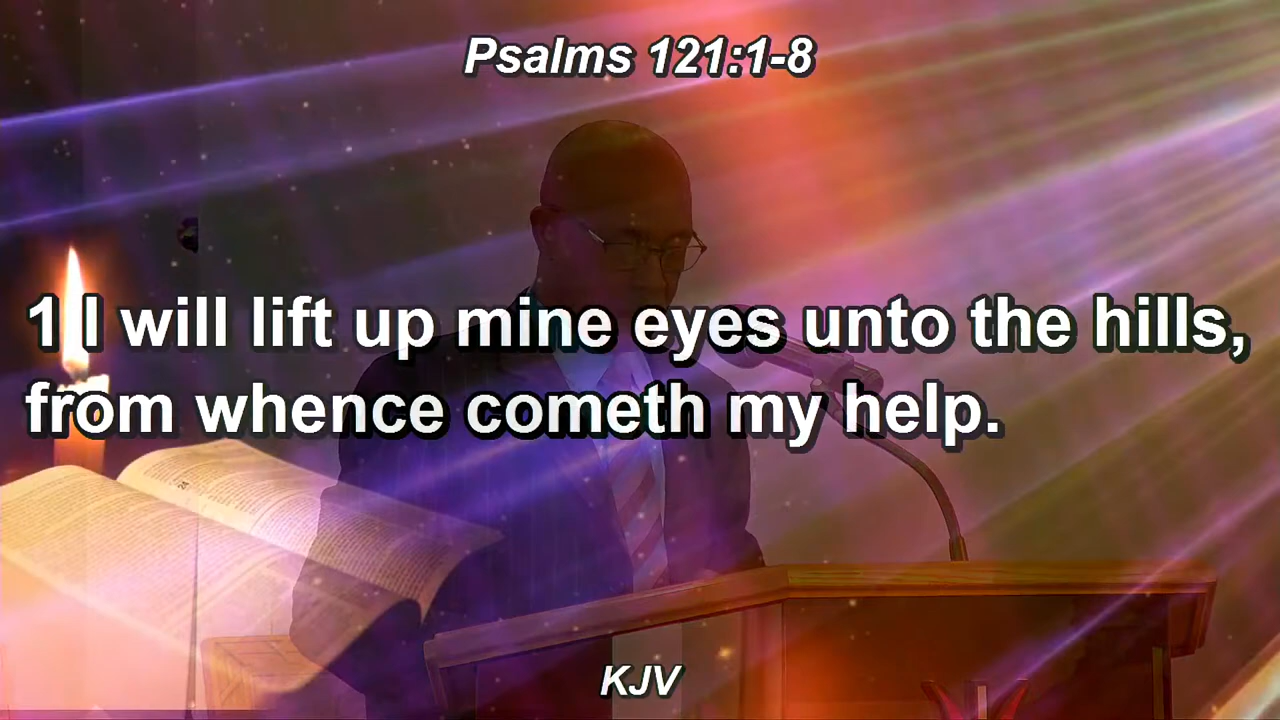 Psalms 121:1-8
1 I will lift up mine eyes unto the hills,
from whence cometh my help.
KJV